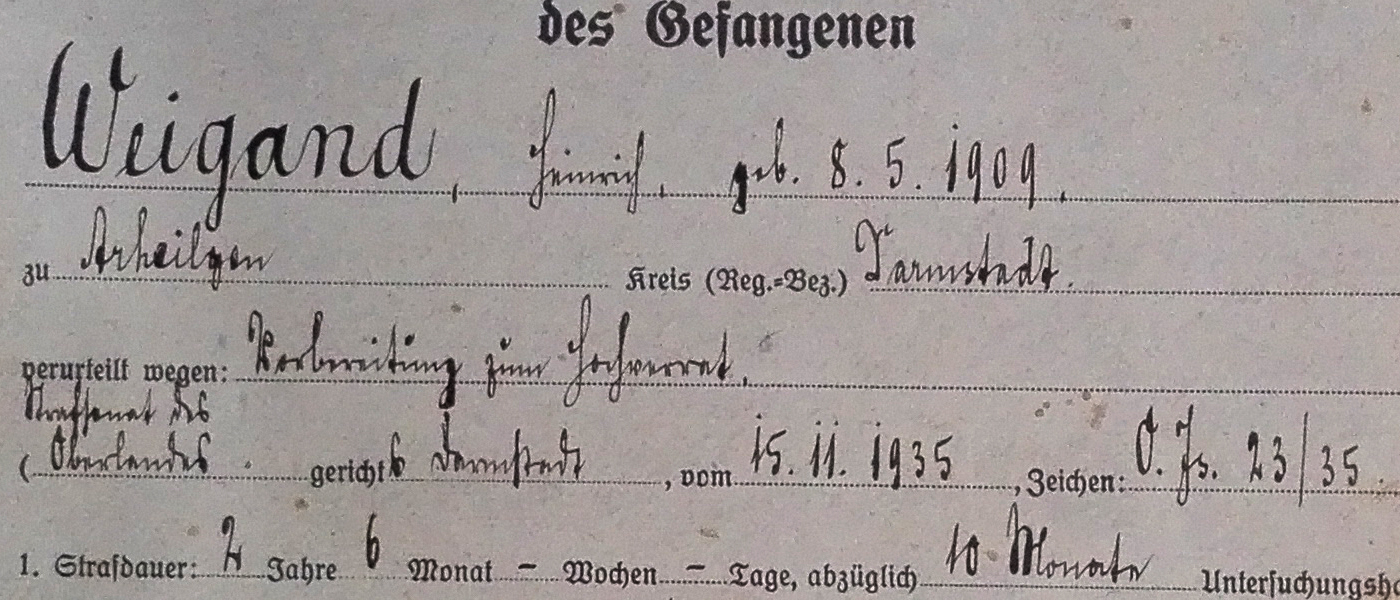 des Gefangenen
Weigand, Heinrich, geb. 8. 5. 1909,
zu Arheilgen Kreis (Reg.=Bez.) Darmstadt.
verurteilt wegen: Vorbereitung zum Hochverrat,
Strafsenat des
(Oberlandes gerichts Darmstadt, vom 15. 11. 1935, Zeichen: O. Js. 23/35
1. Strafdauer: 2 Jahre 6 Monat – Wochen – Tage, abzüglich 10 Monate Untersuchungsha